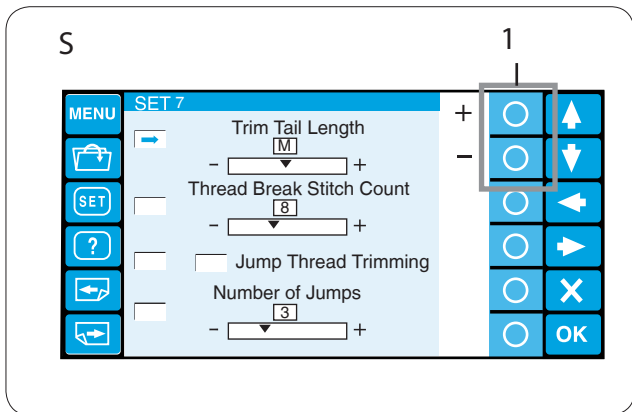 S
1
MENU
SET 7
+
Trim Tail Length
M
- +
−
Thread Break Stitch Count
SET
8
- +
?
Jump Thread Trimming
Number of Jumps
X
3
- +
OK